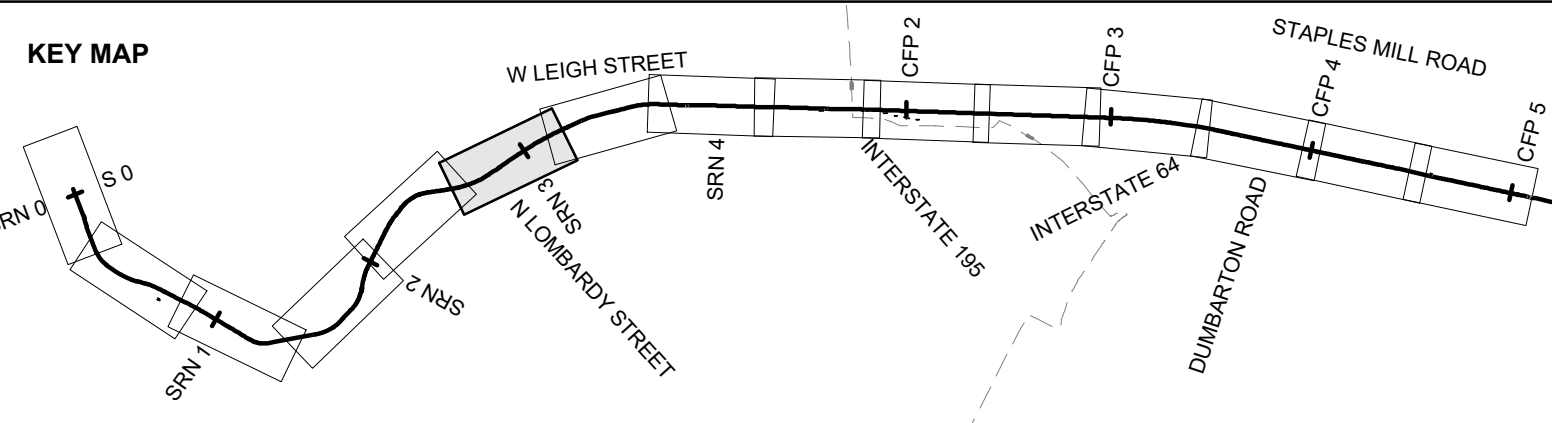 KEY MAP
W LEIGH STREET
CFP 2
CFP 3
STAPLES MILL ROAD
CFP 4
CFP 5
S 0
RN 0
SRN 1
SRN 2
SRN 3
N LOMBARDY STREET
SRN 4
INTERSTATE 195
INTERSTATE 64
DUMBARTON ROAD